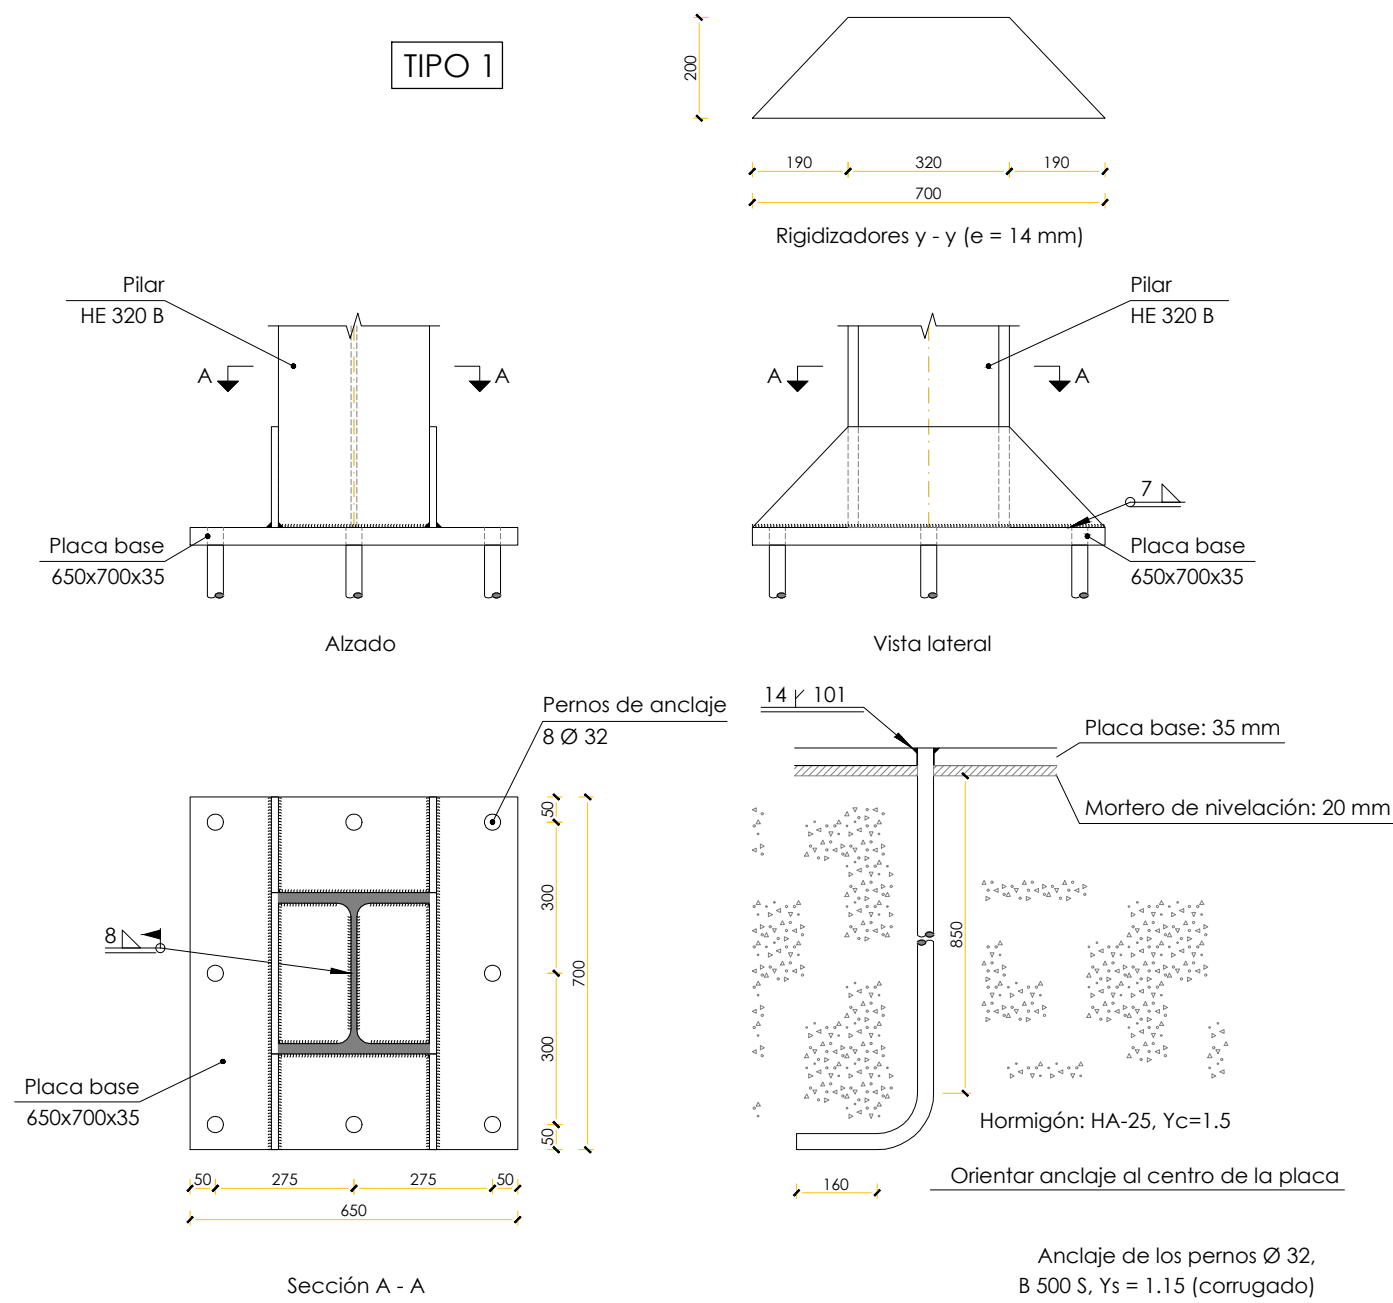 TIPO 1
200
190
320
190
700
Rigidizadores y - y (e = 14 mm)
Pilar
HE 320 B
A
A
Placa base
650x700x35
Alzado
Pilar
HE 320 B
A
A
7
Placa base
650x700x35
Vista lateral
Pernos de anclaje
8 Ø 32
8
Placa base
650x700x35
50
300
300
50
700
50
275
275
50
650
Sección A - A
14
101
Placa base: 35 mm
Mortero de nivelación: 20 mm
850
160
Hormigón: HA-25, Yc=1.5
Orientar anclaje al centro de la placa
Anclaje de los pernos Ø 32,
B 500 S, Ys = 1.15 (corrugado)